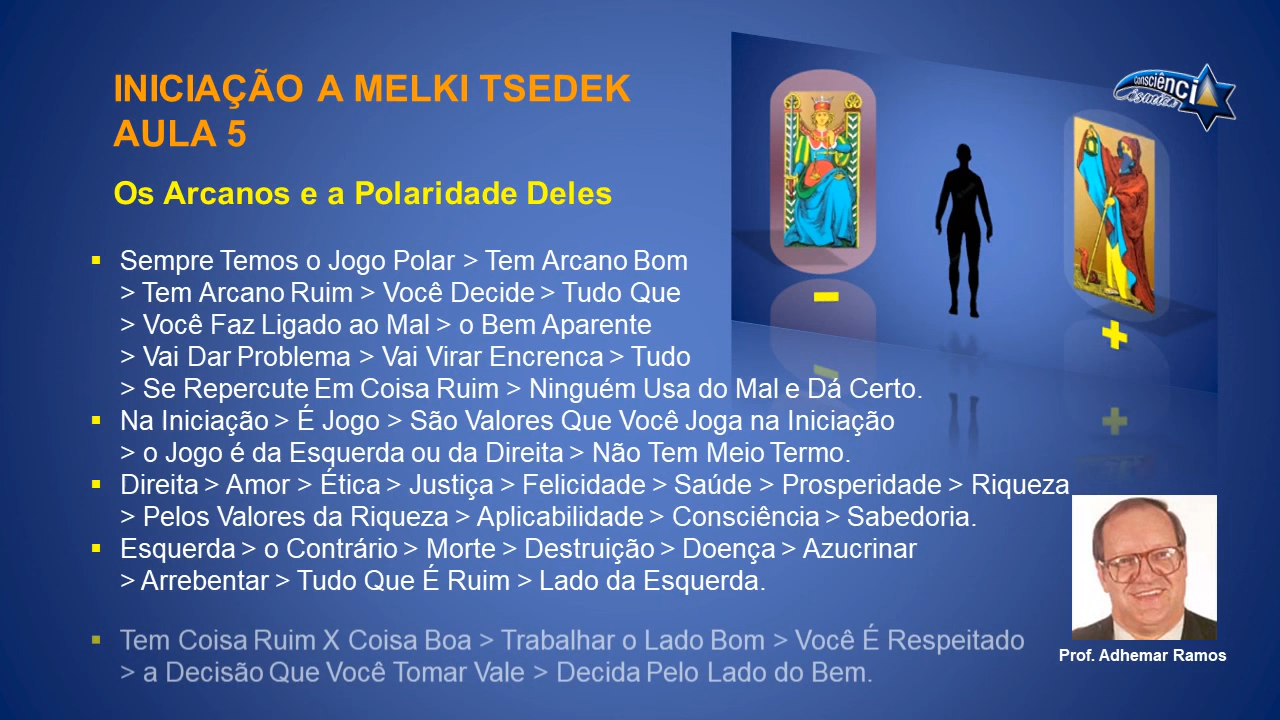 INICIAÇÃO A MELKI TSEDEK
AULA 5
Os Arcanos e a Polaridade Deles
Sempre Temos o Jogo Polar > Tem Arcano Bom
> Tem Arcano Ruim > Você Decide > Tudo Que
> Você Faz Ligado ao Mal > o Bem Aparente
> Vai Dar Problema > Vai Virar Encrenca > Tudo
> Se Repercute Em Coisa Ruim > Ninguém Usa do Mal e Dá Certo.
Na Iniciação > É Jogo > São Valores Que Você Joga na Iniciação
> o Jogo é da Esquerda ou da Direita > Não Tem Meio Termo.
Direita > Amor > Ética > Justiça > Felicidade > Saúde > Prosperidade > Riqueza
> Pelos Valores da Riqueza > Aplicabilidade > Consciência > Sabedoria.
Esquerda > o Contrário > Morte > Destruição > Doença > Azucrinar
> Arrebentar > Tudo Que É Ruim > Lado da Esquerda.
Tem Coisa Ruim X Coisa Boa > Trabalhar o Lado Bom > Você É Respeitado
> a Decisão Que Você Tomar Vale > Decida Pelo Lado do Bem.
Consciênci
–
+
Prof. Adhemar Ramos